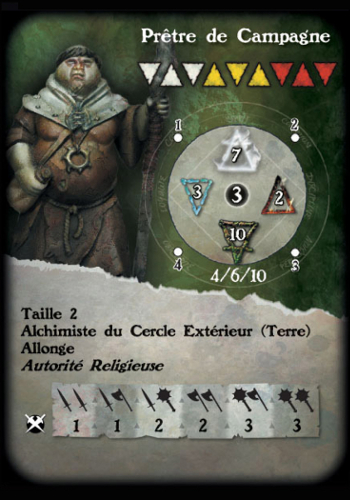 Prêtre de Campagne
1 2
7
3 3 2
10
4 3
4/6/10
Taille 2
Alchimiste du Cercle Extérieur (Terre)
Allonge
Autorité Religieuse
1 1 2 2 3 3